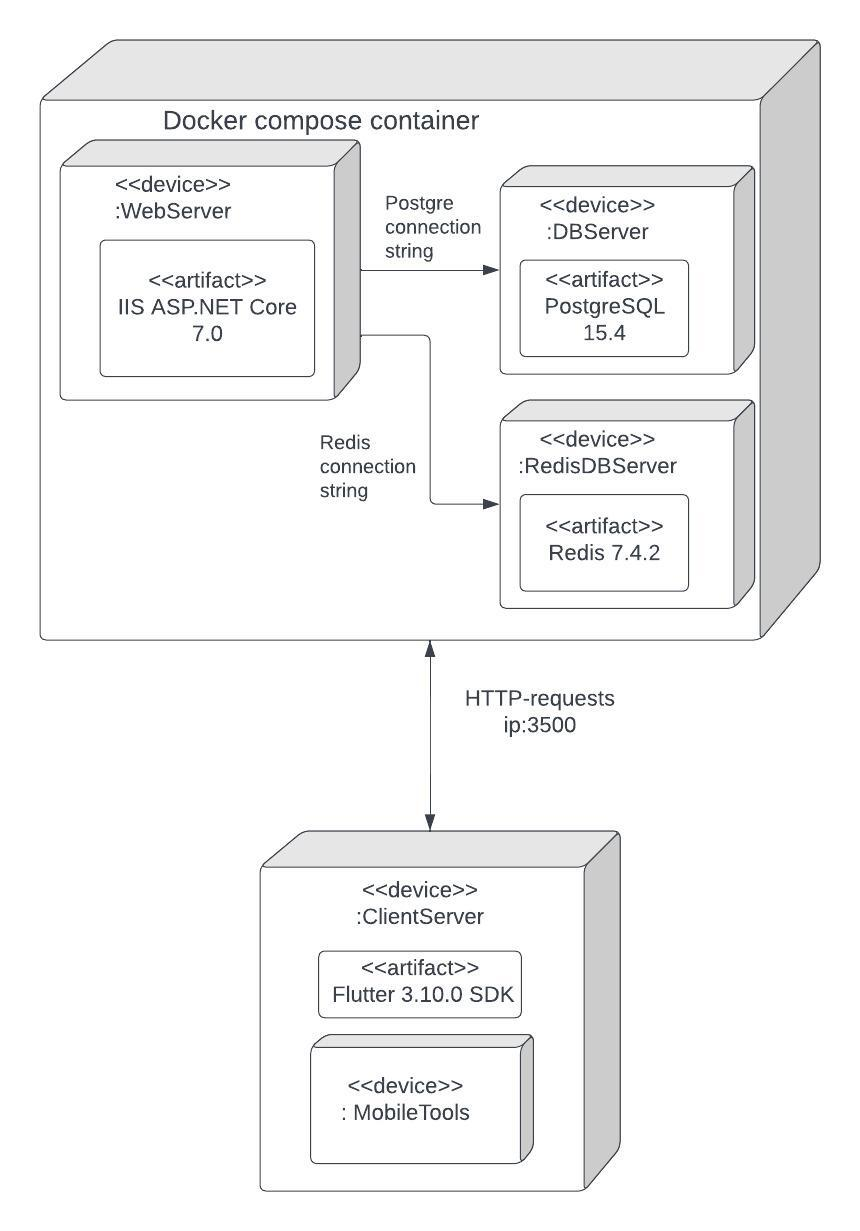 Docker compose container
<<device>>
:WebServer
<<artifact>>
IIS ASP.NET Core
7.0
Postgre
connection
string
<<device>>
:DBServer
<<artifact>>
PostgreSQL
15.4
Redis
connection
string
<<device>>
:RedisDBServer
<<artifact>>
Redis 7.4.2
HTTP-requests
ip:3500
<<device>>
:ClientServer
<<artifact>>
Flutter 3.10.0 SDK
<<device>>
: MobileTools